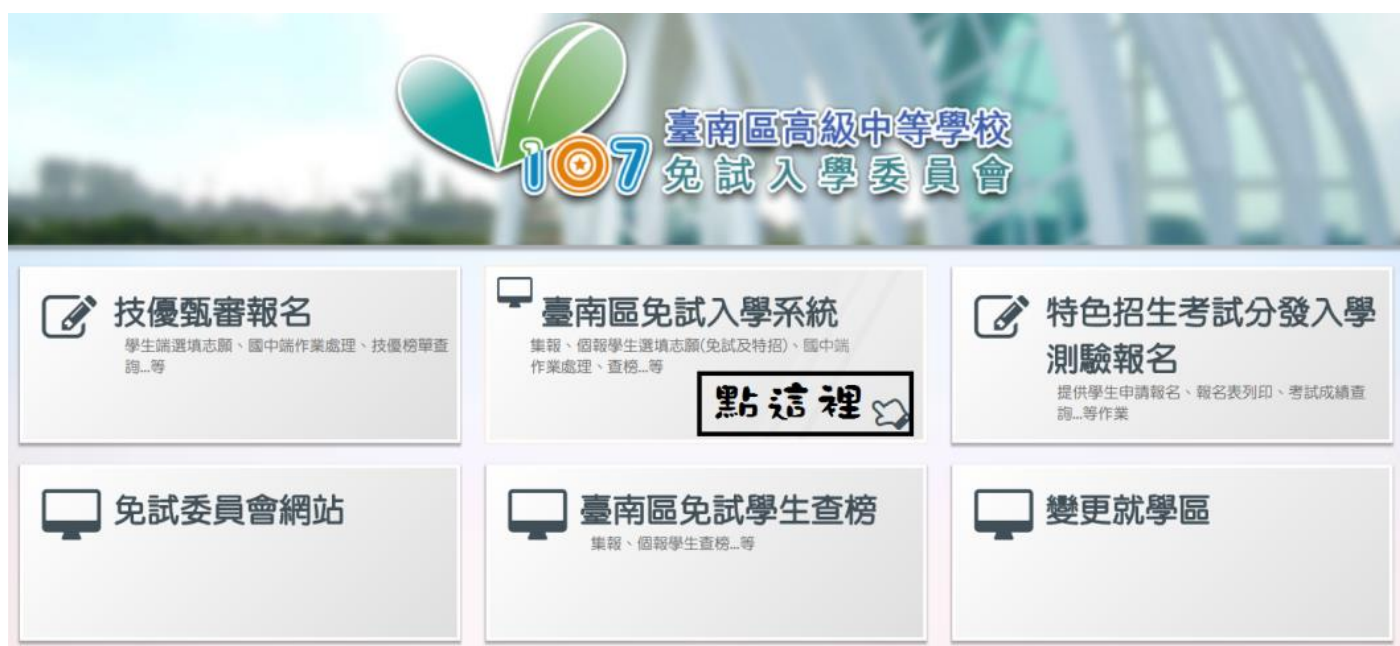 107
臺南區高級中等學校
免試入學委員會
技優甄審報名
學生端選填志願、國中端作業處理、技優榜單查
詢...等
臺南區免試入學系統
集報、個報學生選填志願(免試及特招)、國中端
作業處理、查榜...等
點這裡
特色招生考試分發入學
測驗報名
提供學生申請報名、報名表列印、考試成績查
詢...等作業
免試委員會網站
臺南區免試學生查榜
集報、個報學生查榜...等
變更就學區